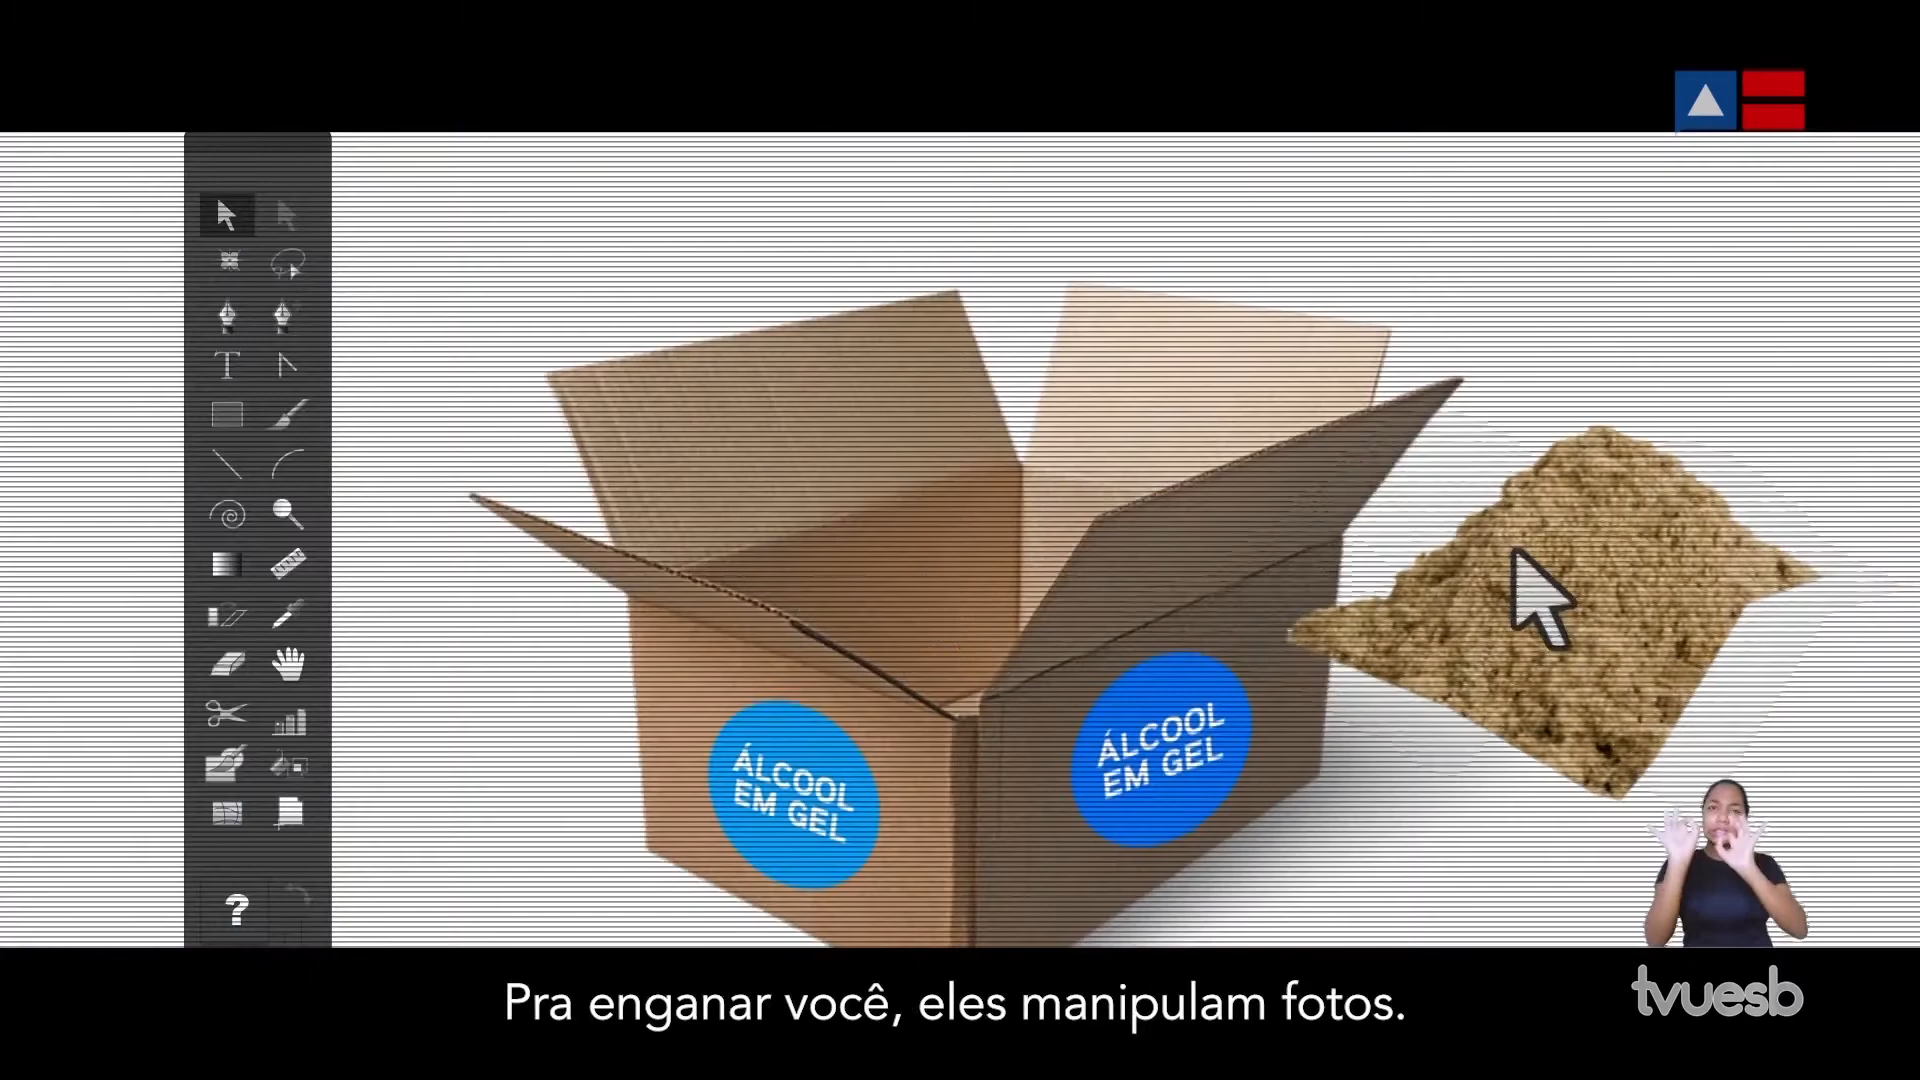 ÁLCOOL
EM GEL
ÁLCOOL
EM GEL
?
Pra enganar você, eles manipulam fotos.
tvuesb